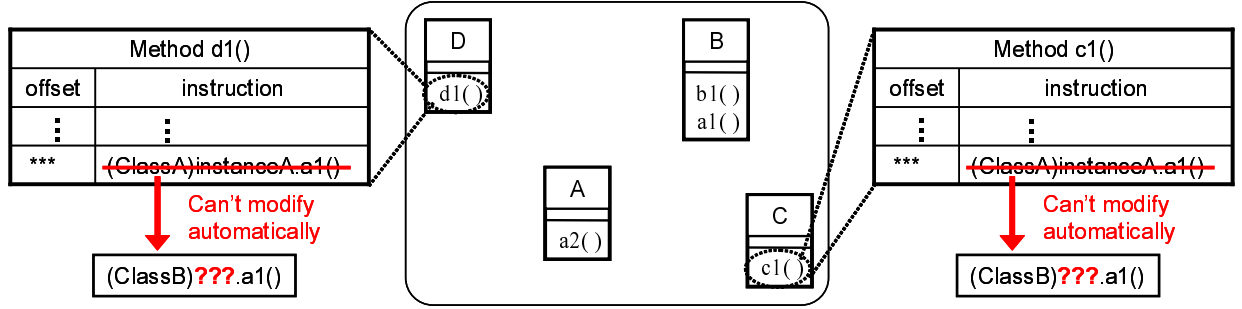 Method d1()
offset instruction
*** (ClassA)instanceA.a1()
Can't modify
automatically
(ClassB)???.a1()
D
d1( )
B
b1( )
a1( )
A
a2( )
C
c1( )
Method c1()
offset instruction
*** (ClassA)instanceA.a1()
Can't modify
automatically
(ClassB)???.a1()